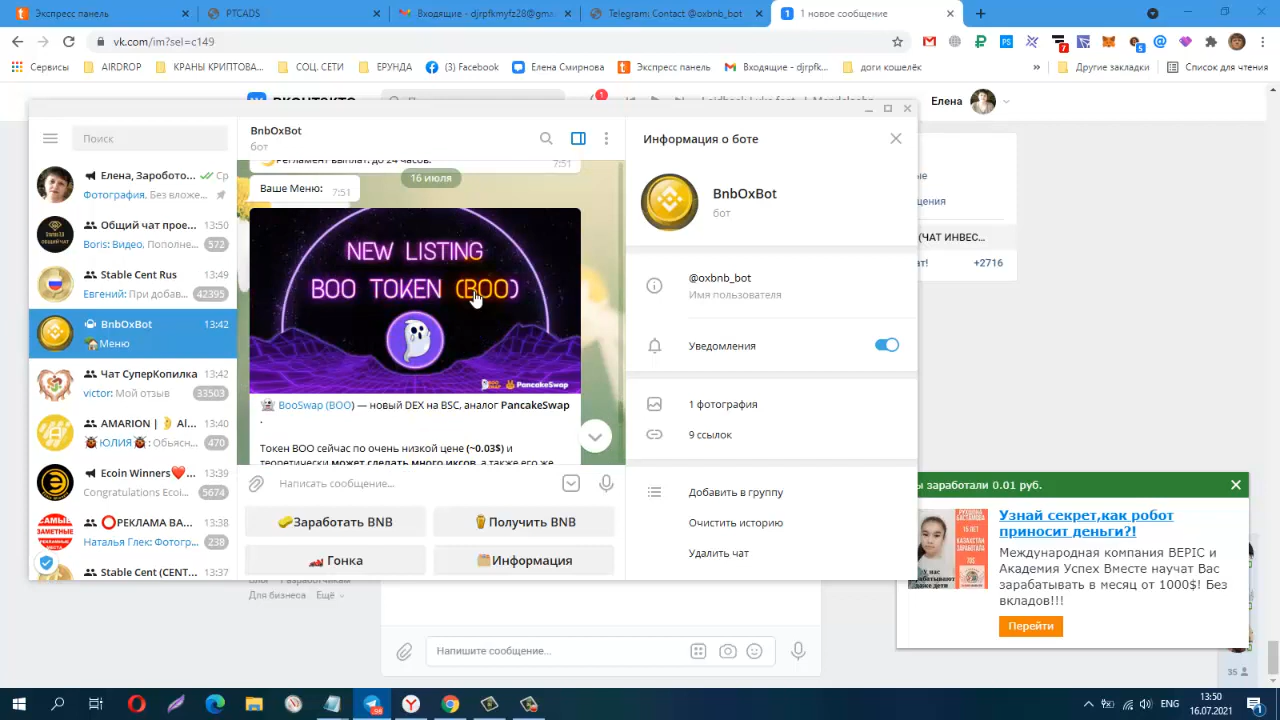 Экспресс панель
PTCADS
Входящие - djrpfkmyfz28@gm
Telegram: Contact @oxbnb_bot
1 новое сообщение
vk.com/im?sel=c149
Сервисы
AIRDROP
КРАНЫ КРИПТОВА...
СОЦ. СЕТИ
ЕРУНДА
(3) Facebook
Елена Смирнова
Экспресс панель
Входящие - djrpfk...
доги кошелёк
»
Другие закладки
Список для чтения
Елена
Поиск
BnbOxBot
бот
Информация о боте
Елена, Заработо...
Ср
Фотография, Без вложе...
Общий чат прое...
13:50
Boris: Видео, Пополне...
572
Stable Cent Rus
13:49
Евгений: При добав...
42395
BnbOxBot
13:42
Меню
Чат СуперКопилка
13:42
victor: Мой отзыв
33503
AMARION | Al...
13:40
ЮЛИЯ: Обьясн...
470
Ecoin Winners
13:39
Congratulations Ecoi...
5674
РЕКЛАМА ВА...
13:38
Наталья Глек: Фотогр...
238
Stable Cent (CENT...
13:37
Регламент выплат: до 24 часов.
7:51
16 июля
Ваше Меню:
7:51
NEW LISTING
BOO TOKEN (BOO)
PancakeSwap
BooSwap (BOO) — новый DEX на BSC, аналог PancakeSwap
.
Токен BOO сейчас по очень низкой цене (~0.03$) и
теоретически может сделать много иксов, а также его же
Написать сообщение...
Заработать BNB
Получить BNB
Гонка
Информация
BnbOxBot
бот
@oxbnb_bot
Имя пользователя
Уведомления
1 фотография
9 ссылок
Добавить в группу
Очистить историю
Удалить чат
(ЧАТ ИНВЕС...
+2716
ы заработали 0.01 руб.
Узнай секрет,как робот
приносит деньги?!
Международная компания BEPIC и
Академия Успех Вместе научат Вас
зарабатывать в месяц от 1000$! Без
вкладов!!!
Перейти
Для бизнеса
Ещё
Напишите сообщение...
35
ENG
13:50
16.07.2021